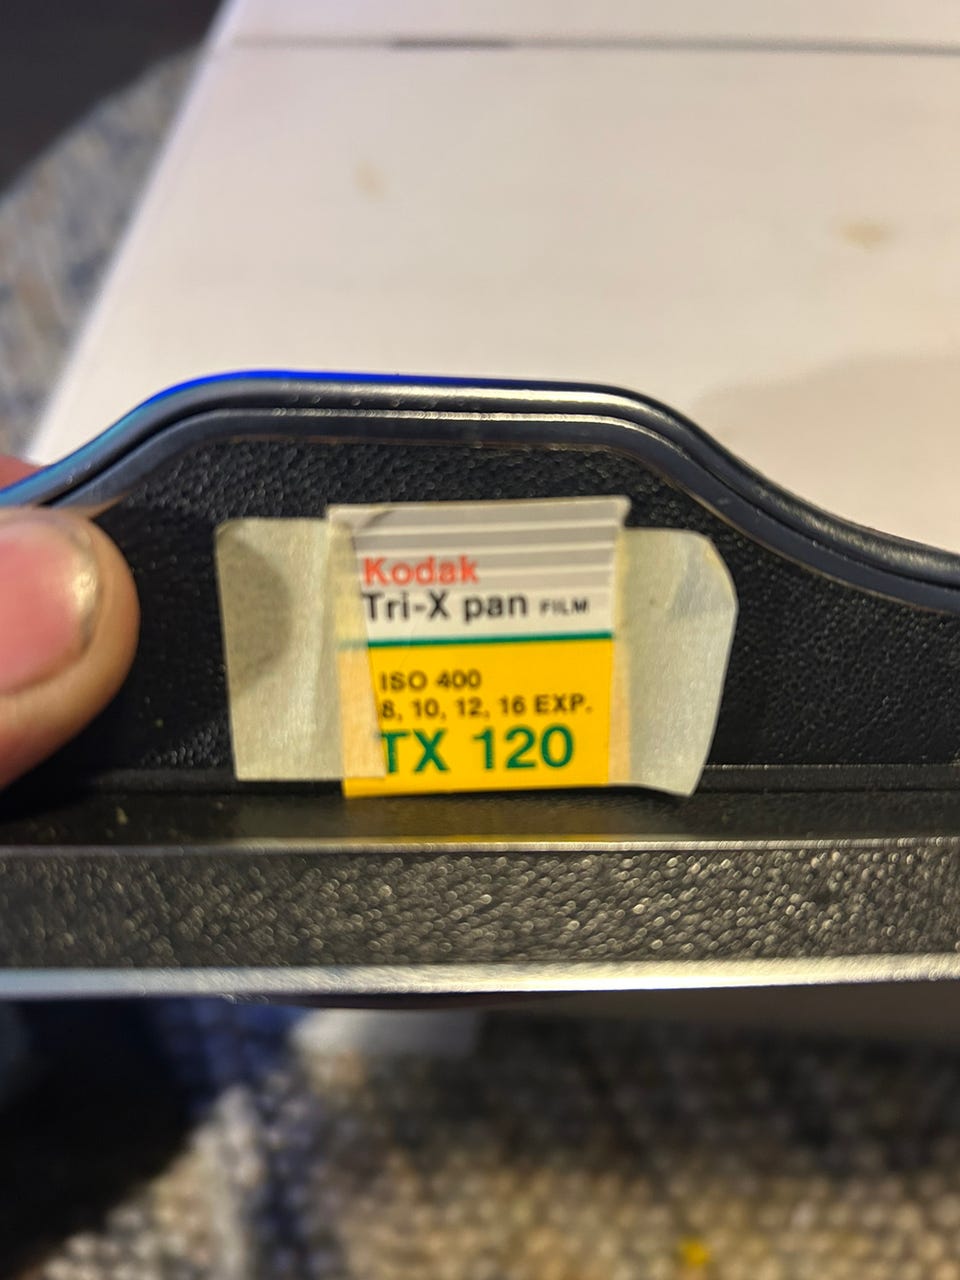 Kodak
Tri-X pan FILM
ISO 400
8, 10, 12, 16 EXP.
TX 120